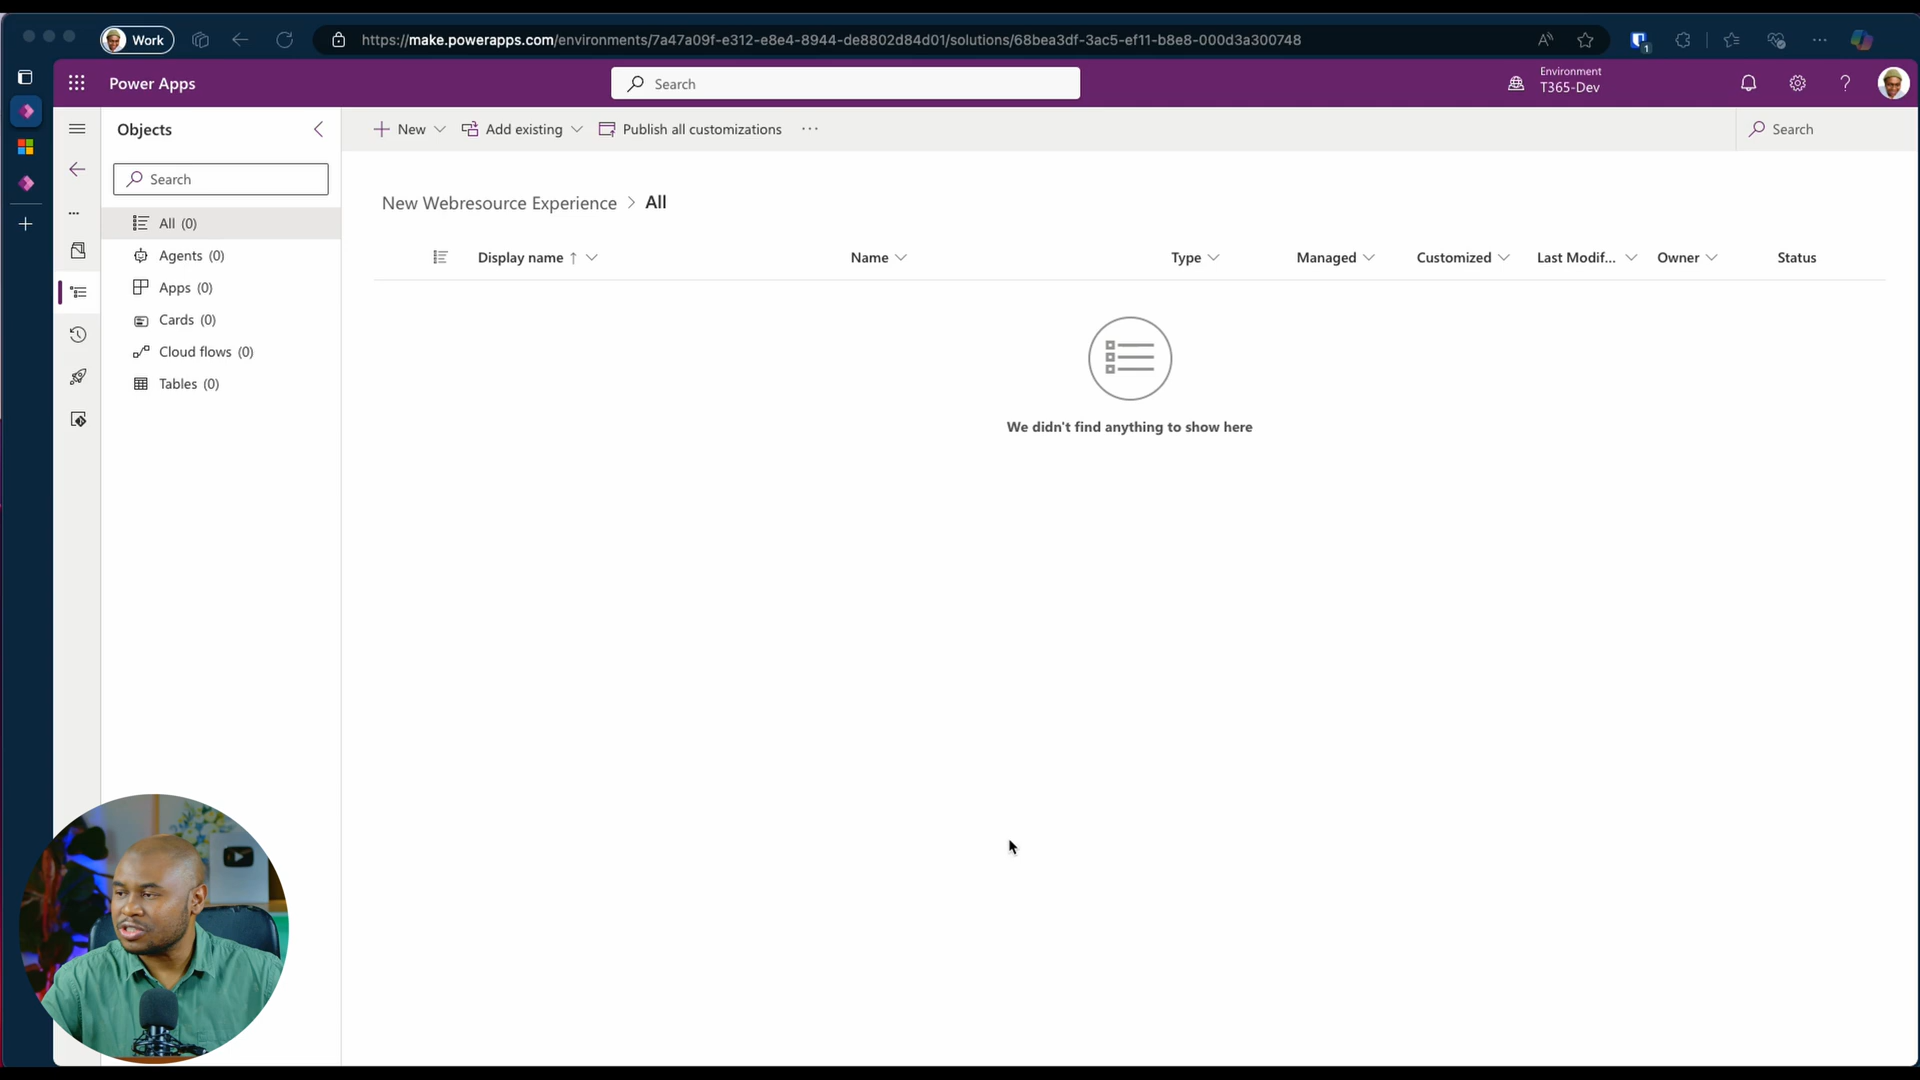 Work
https://make.powerapps.com/environments/7a47a09f-e312-e8e4-8944-de8802d84d01/solutions/68bea3df-3ac5-ef11-b8e8-000d3a300748
1
Power Apps
Search
Environment
T365-Dev
Objects
New
Add existing
Publish all customizations
Search
Search
New Webresource Experience > All
All (0)
Agents (0)
Apps (0)
Cards (0)
Cloud flows (0)
Tables (0)
Display name
Name
Type
Managed
Customized
Last Modif...
Owner
Status
We didn't find anything to show here